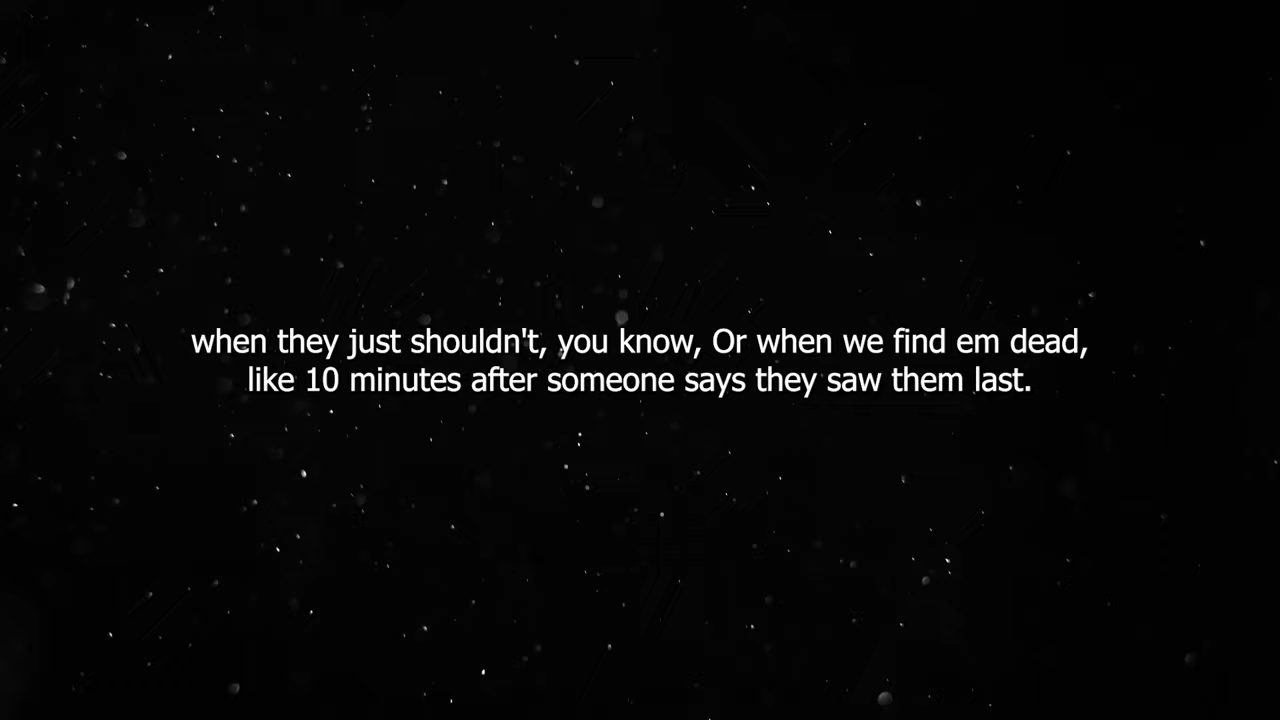 when they just shouldn't, you know, Or when we find em dead,
like 10 minutes after someone says they saw them last.